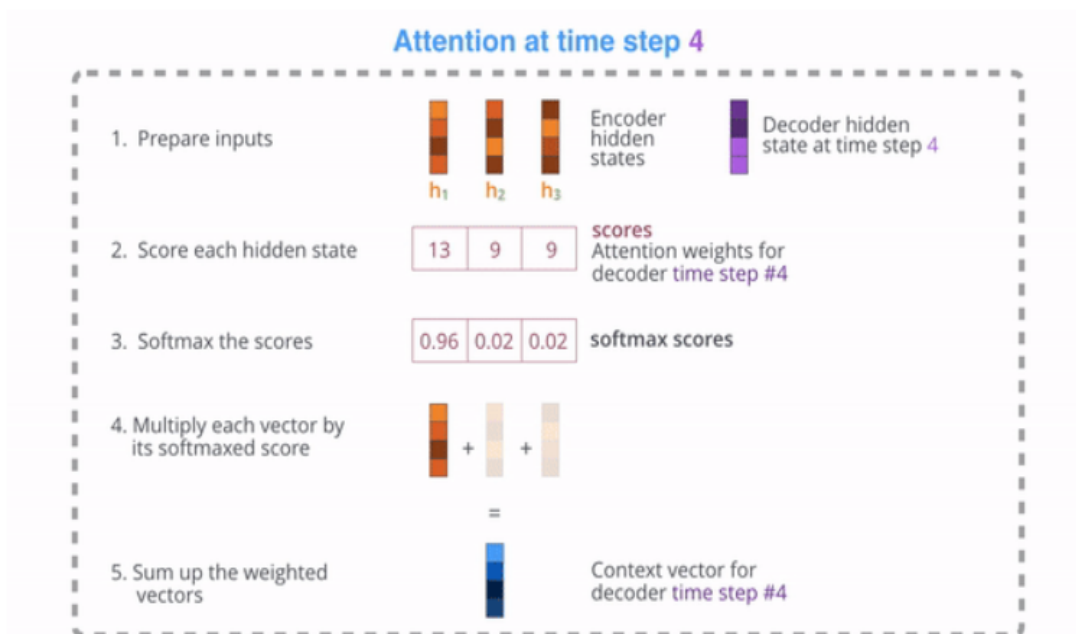 Attention at time step 4
1. Prepare inputs
h₁ h₂ h₃
Encoder
hidden
states
Decoder hidden
state at time step 4
2. Score each hidden state
13 9 9
scores
Attention weights for
decoder time step #4
3. Softmax the scores
0.96 0.02 0.02
softmax scores
4. Multiply each vector by
its softmaxed score
+ +
=
5. Sum up the weighted
vectors
Context vector for
decoder time step #4